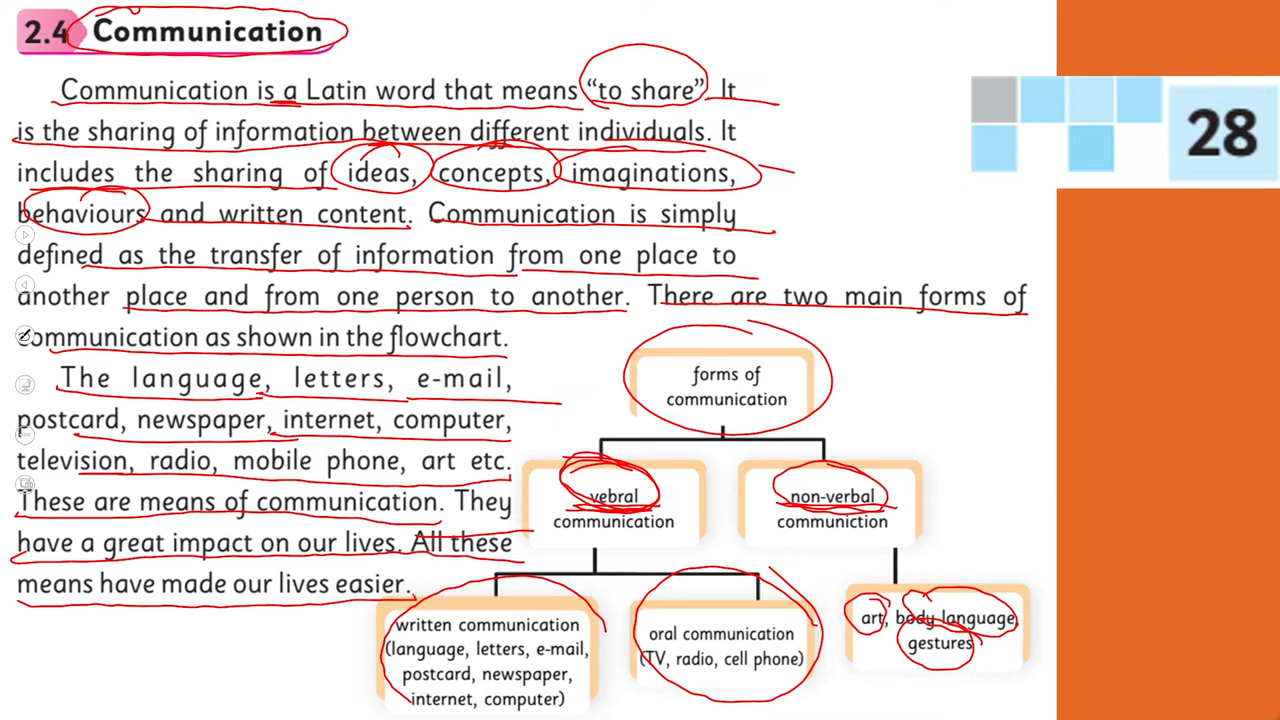 2.4 Communication
Communication is a Latin word that means “to share”. It
is the sharing of information between different individuals. It
includes the sharing of ideas, concepts, imaginations,
behaviours and written content. Communication is simply
defined as the transfer of information from one place to
another place and from one person to another. There are two main forms of
communication as shown in the flowchart.
The language, letters, e-mail,
postcard, newspaper, internet, computer,
television, radio, mobile phone, art etc.
These are means of communication. They
have a great impact on our lives. All these
means have made our lives easier.
28
forms of
communication
vebral
communication
non-verbal
communiction
written communication
(language, letters, e-mail,
postcard, newspaper,
internet, computer)
oral communication
(TV, radio, cell phone)
art, body language,
gestures